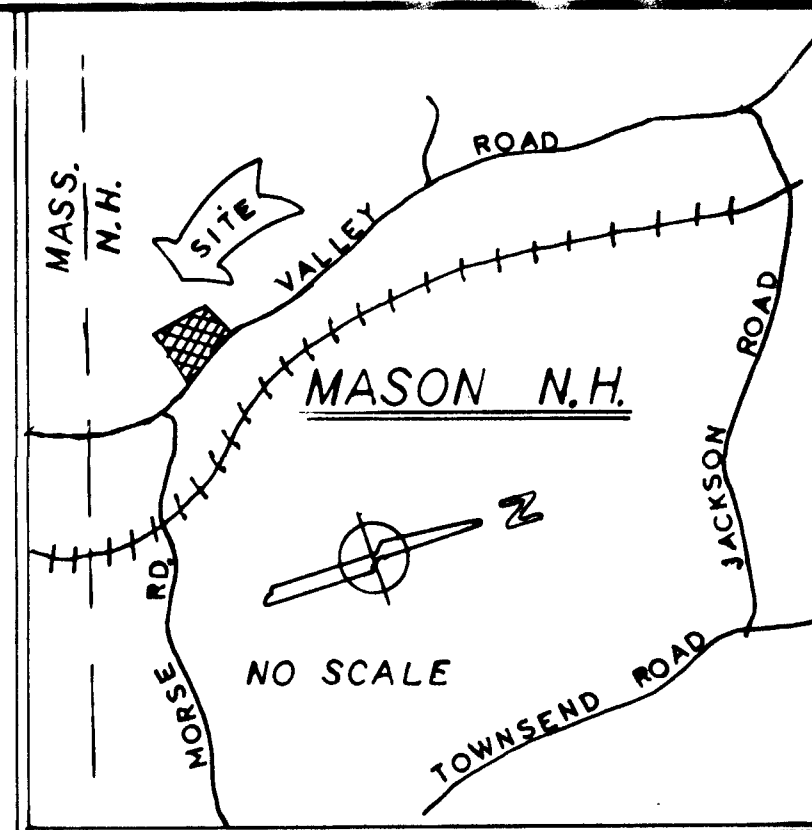 MASS.
N.H.
SITE
VALLEY
ROAD
MASON N.H.
JACKSON
ROAD
N
NO SCALE
MORSE
RD.
TOWNSEND ROAD